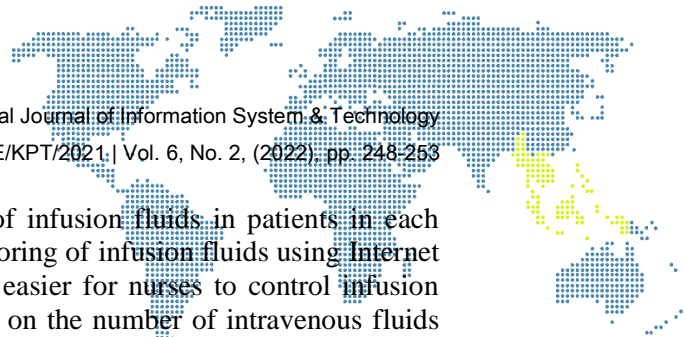 al Journal of Information System & Technology
E/KPT/2021 | Vol. 6, No. 2, (2022), pp. 248-253
of infusion fluids in patients in each
oring of infusion fluids using Internet
easier for nurses to control infusion
on the number of intravenous fluids